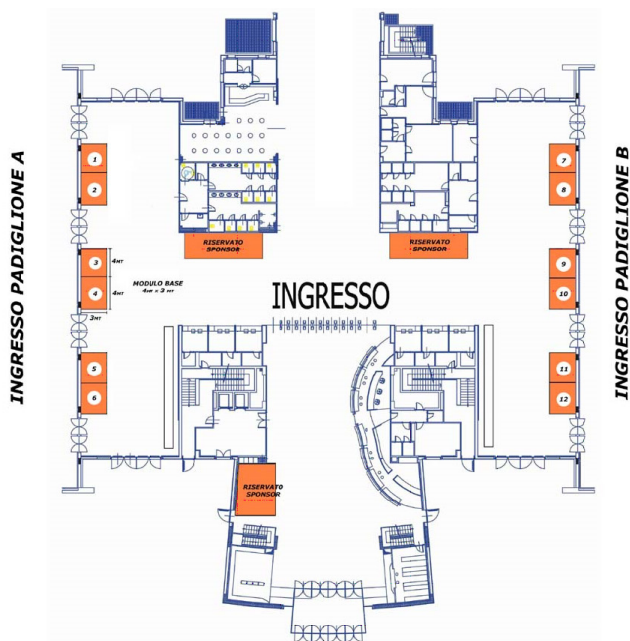 INGRESSO PADIGLIONE A
INGRESSO PADIGLIONE B
1
2
7
8
RISERVATO
SPONSOR
RISERVATO
SPONSOR
3
4MT
4
4MT
3MT
MODULO BASE
4MT X 3 MT
9
10
INGRESSO
5
6
11
12
RISERVATO
SPONSOR